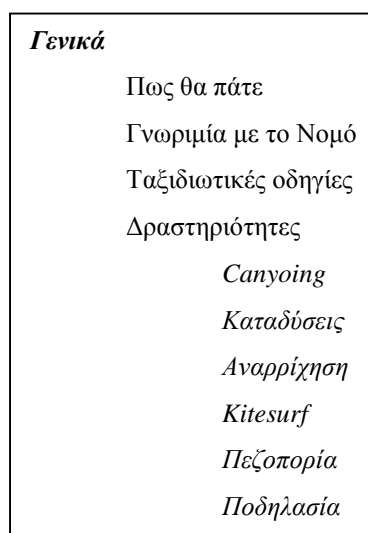 Γενικά
Πως θα πάτε
Γνωριμία με το Νομό
Ταξιδιωτικές οδηγίες
Δραστηριότητες
Canyoing
Καταδύσεις
Αναρρίχηση
Kitesurf
Πεζοπορία
Ποδηλασία